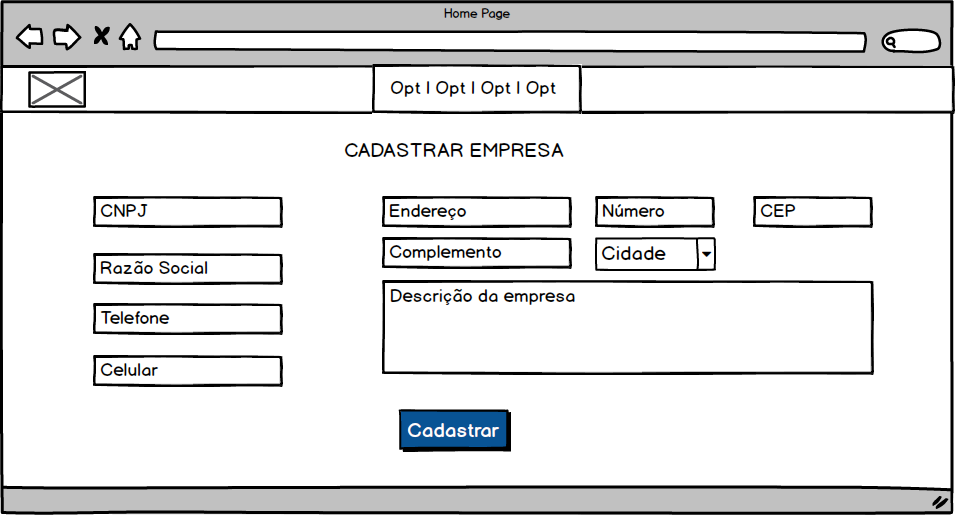 Home Page
Opt | Opt | Opt | Opt
CADASTRAR EMPRESA
CNPJ
Razão Social
Telefone
Celular
Endereço
Número
CEP
Complemento
Cidade
Descrição da empresa
Cadastrar